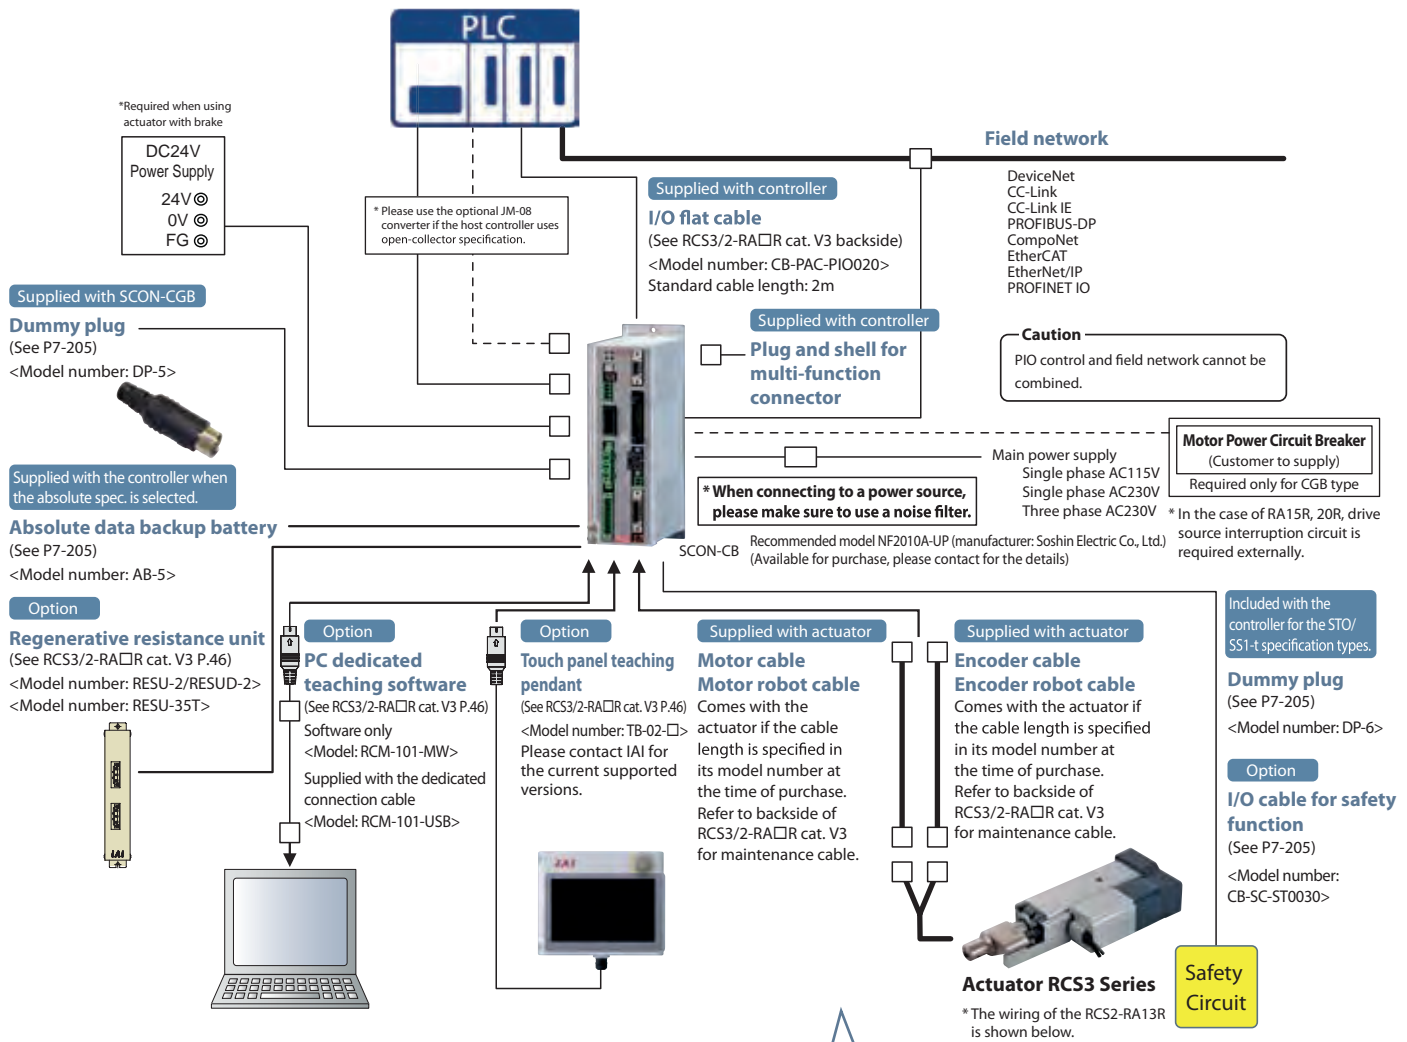 PLC
*Required when using
actuator with brake
DC24V
Power Supply
24V
0V
FG
* Please use the optional JM-08
converter if the host controller uses
open-collector specification.
Supplied with controller
I/O flat cable
(See RCS3/2-RA□R cat. V3 backside)
<Model number: CB-PAC-PIO020>
Standard cable length: 2m
Field network
DeviceNet
CC-Link
CC-Link IE
PROFIBUS-DP
CompoNet
EtherCAT
EtherNet/IP
PROFINET IO
Supplied with SCON-CGB
Dummy plug
(See P7-205)
<Model number: DP-5>
Supplied with controller
Plug and shell for
multi-function
connector
Caution
PIO control and field network cannot be
combined.
Supplied with the controller when
the absolute spec. is selected.
Absolute data backup battery
(See P7-205)
<Model number: AB-5>
Main power supply
Single phase AC115V
Single phase AC230V
Three phase AC230V
Motor Power Circuit Breaker
(Customer to supply)
Required only for CGB type
* In the case of RA15R, 20R, drive
source interruption circuit is
required externally.
* When connecting to a power source,
please make sure to use a noise filter.
SCON-CB
Recommended model NF2010A-UP (manufacturer: Soshin Electric Co., Ltd.)
(Available for purchase, please contact for the details)
Option
Regenerative resistance unit
(See RCS3/2-RA□R cat. V3 P.46)
<Model number: RESU-2/RESUD-2>
<Model number: RESU-35T>
IAI
Option
PC dedicated
teaching software
(See RCS3/2-RA□R cat. V3 P.46)
Software only
<Model: RCM-101-MW>
Supplied with the dedicated
connection cable
<Model: RCM-101-USB>
Option
Touch panel teaching
pendant
(See RCS3/2-RA□R cat. V3 P.46)
<Model number: TB-02-□>
Please contact IAI for
the current supported
versions.
IAI
Supplied with actuator
Motor cable
Motor robot cable
Comes with the
actuator if the cable
length is specified in
its model number at
the time of purchase.
Refer to backside of
RCS3/2-RA□R cat. V3
for maintenance cable.
Supplied with actuator
Encoder cable
Encoder robot cable
Comes with the actuator if
the cable length is specified
in its model number at
the time of purchase.
Refer to backside of
RCS3/2-RA□R cat. V3
for maintenance cable.
Included with the
controller for the STO/
SS1-t specification types.
Dummy plug
(See P7-205)
<Model number: DP-6>
Option
I/O cable for safety
function
(See P7-205)
<Model number:
CB-SC-ST0030>
Actuator RCS3 Series
* The wiring of the RCS2-RA13R
is shown below.
Safety
Circuit